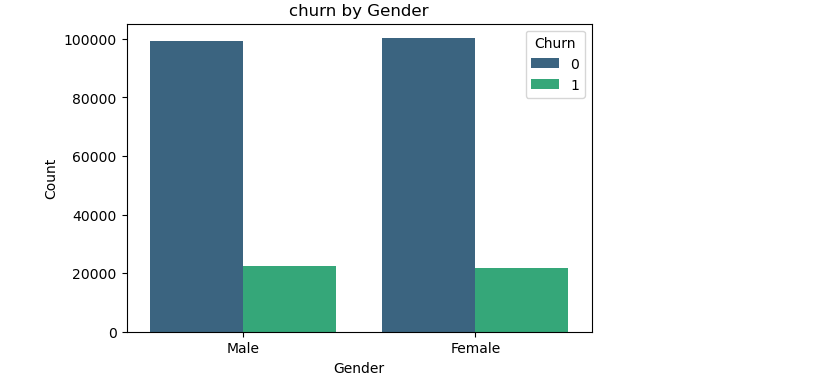 churn by Gender
Churn
0
1
100000
80000
60000
40000
20000
0
Count
Male
Female
Gender